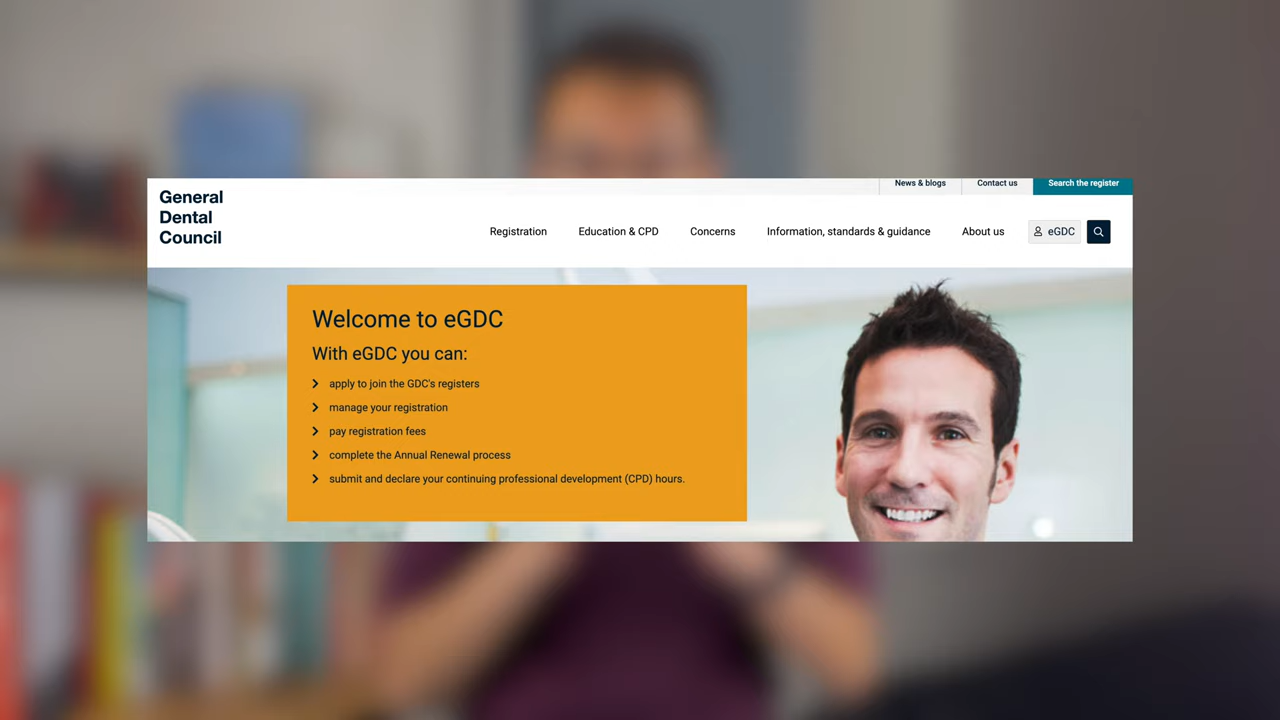 General
Dental
Council
News & blogs
Contact us
Search the register
Registration
Education & CPD
Concerns
Information, standards & guidance
About us
eGDC
Welcome to eGDC
With eGDC you can:
apply to join the GDC's registers
manage your registration
pay registration fees
complete the Annual Renewal process
submit and declare your continuing professional development (CPD) hours.